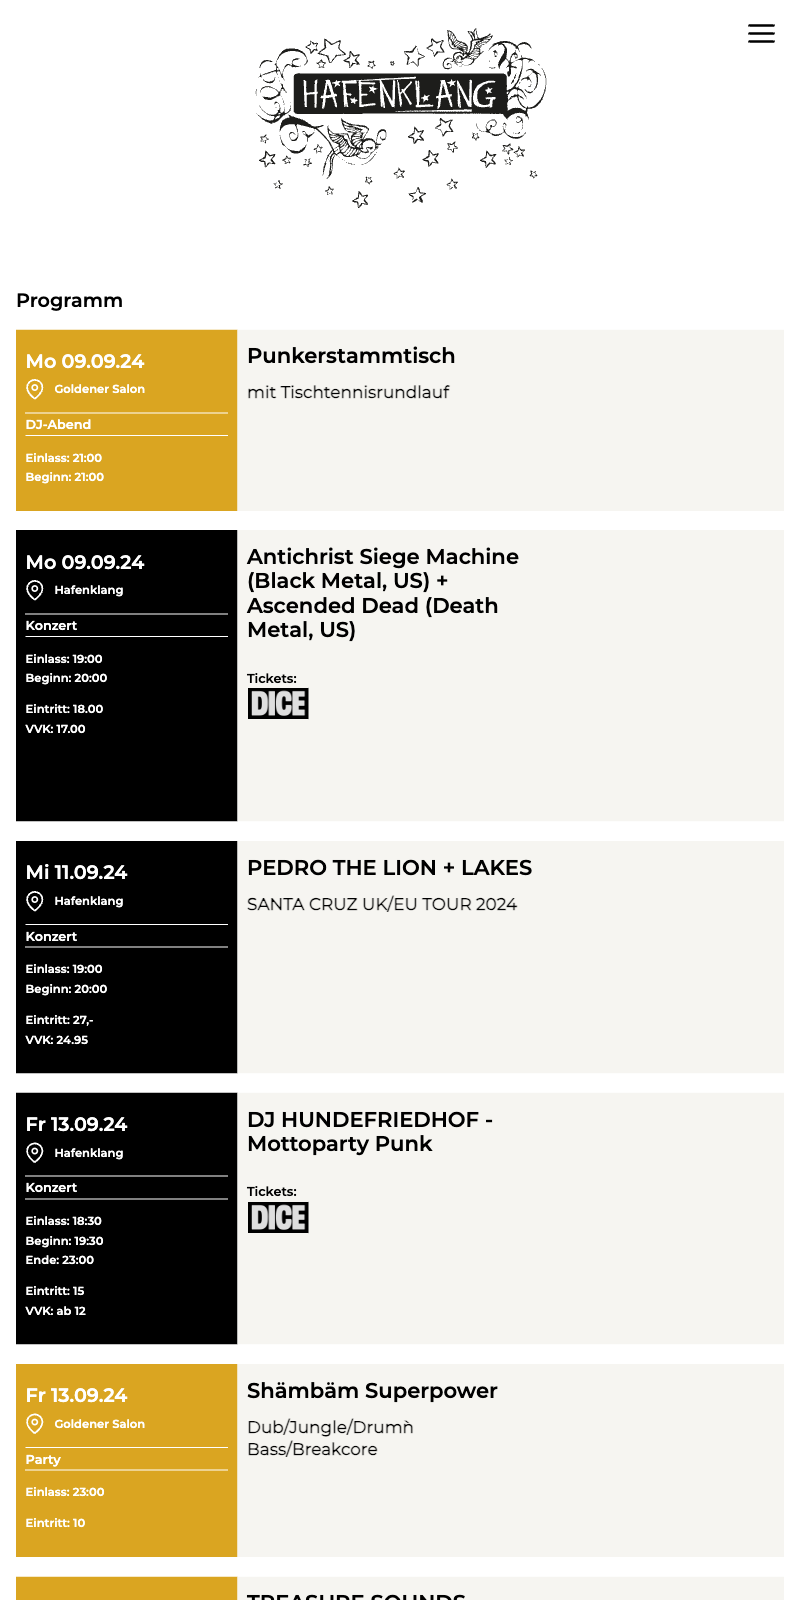 HAFENKLANG
Programm
Mo 09.09.24
Goldener Salon
DJ-Abend
Einlass: 21:00
Beginn: 21:00
Punkerstammtisch
mit Tischtennisrundlauf
Mo 09.09.24
Hafenklang
Konzert
Einlass: 19:00
Beginn: 20:00
Eintritt: 18.00
VVK: 17.00
Antichrist Siege Machine
(Black Metal, US) +
Ascended Dead (Death
Metal, US)
Tickets:
DICE
Mi 11.09.24
Hafenklang
Konzert
Einlass: 19:00
Beginn: 20:00
Eintritt: 27,-
VVK: 24.95
PEDRO THE LION + LAKES
SANTA CRUZ UK/EU TOUR 2024
Fr 13.09.24
Hafenklang
Konzert
Einlass: 18:30
Beginn: 19:30
Ende: 23:00
Eintritt: 15
VVK: ab 12
DJ HUNDEFRIEDHOF -
Mottoparty Punk
Tickets:
DICE
Fr 13.09.24
Goldener Salon
Party
Einlass: 23:00
Eintritt: 10
Shämbäm Superpower
Dub/Jungle/Drum'ǹ
Bass/Breakcore
TREASURE SOUNDS